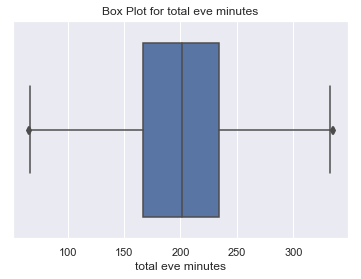 Box Plot for total eve minutes
100 150 200 250 300
total eve minutes